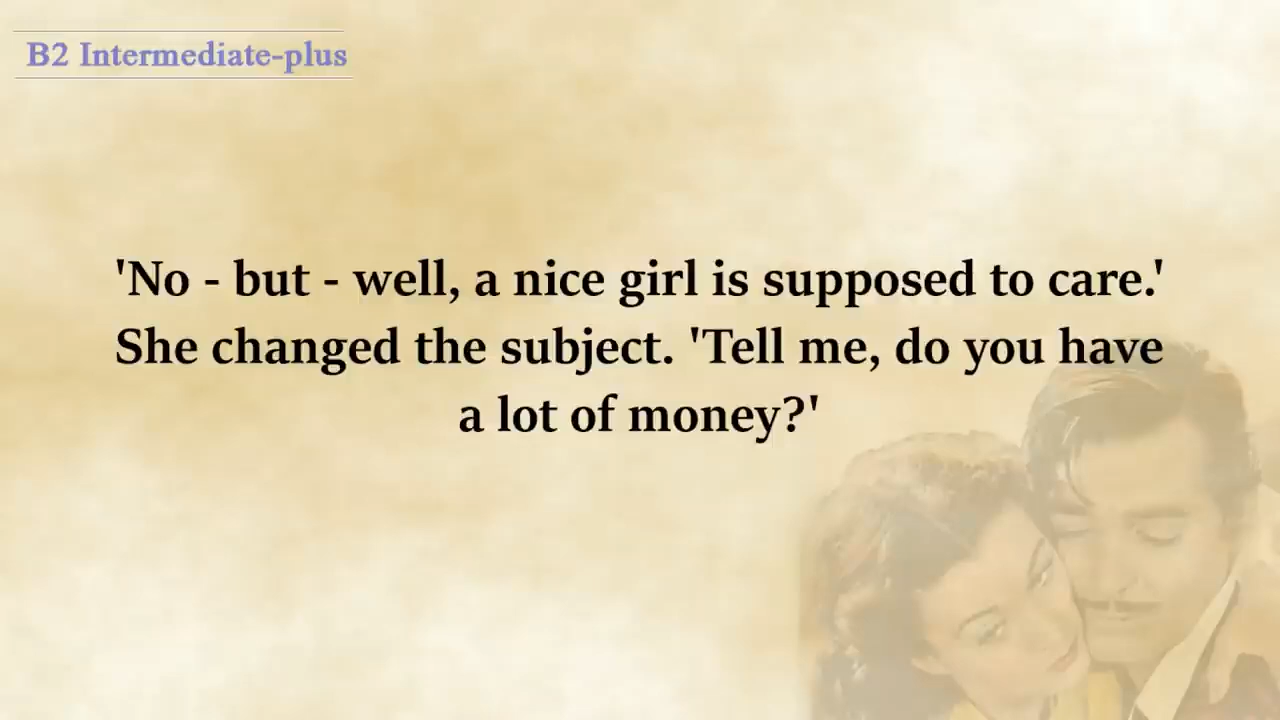 B2 Intermediate-plus
'No - but - well, a nice girl is supposed to care.'
She changed the subject. 'Tell me, do you have
a lot of money?'